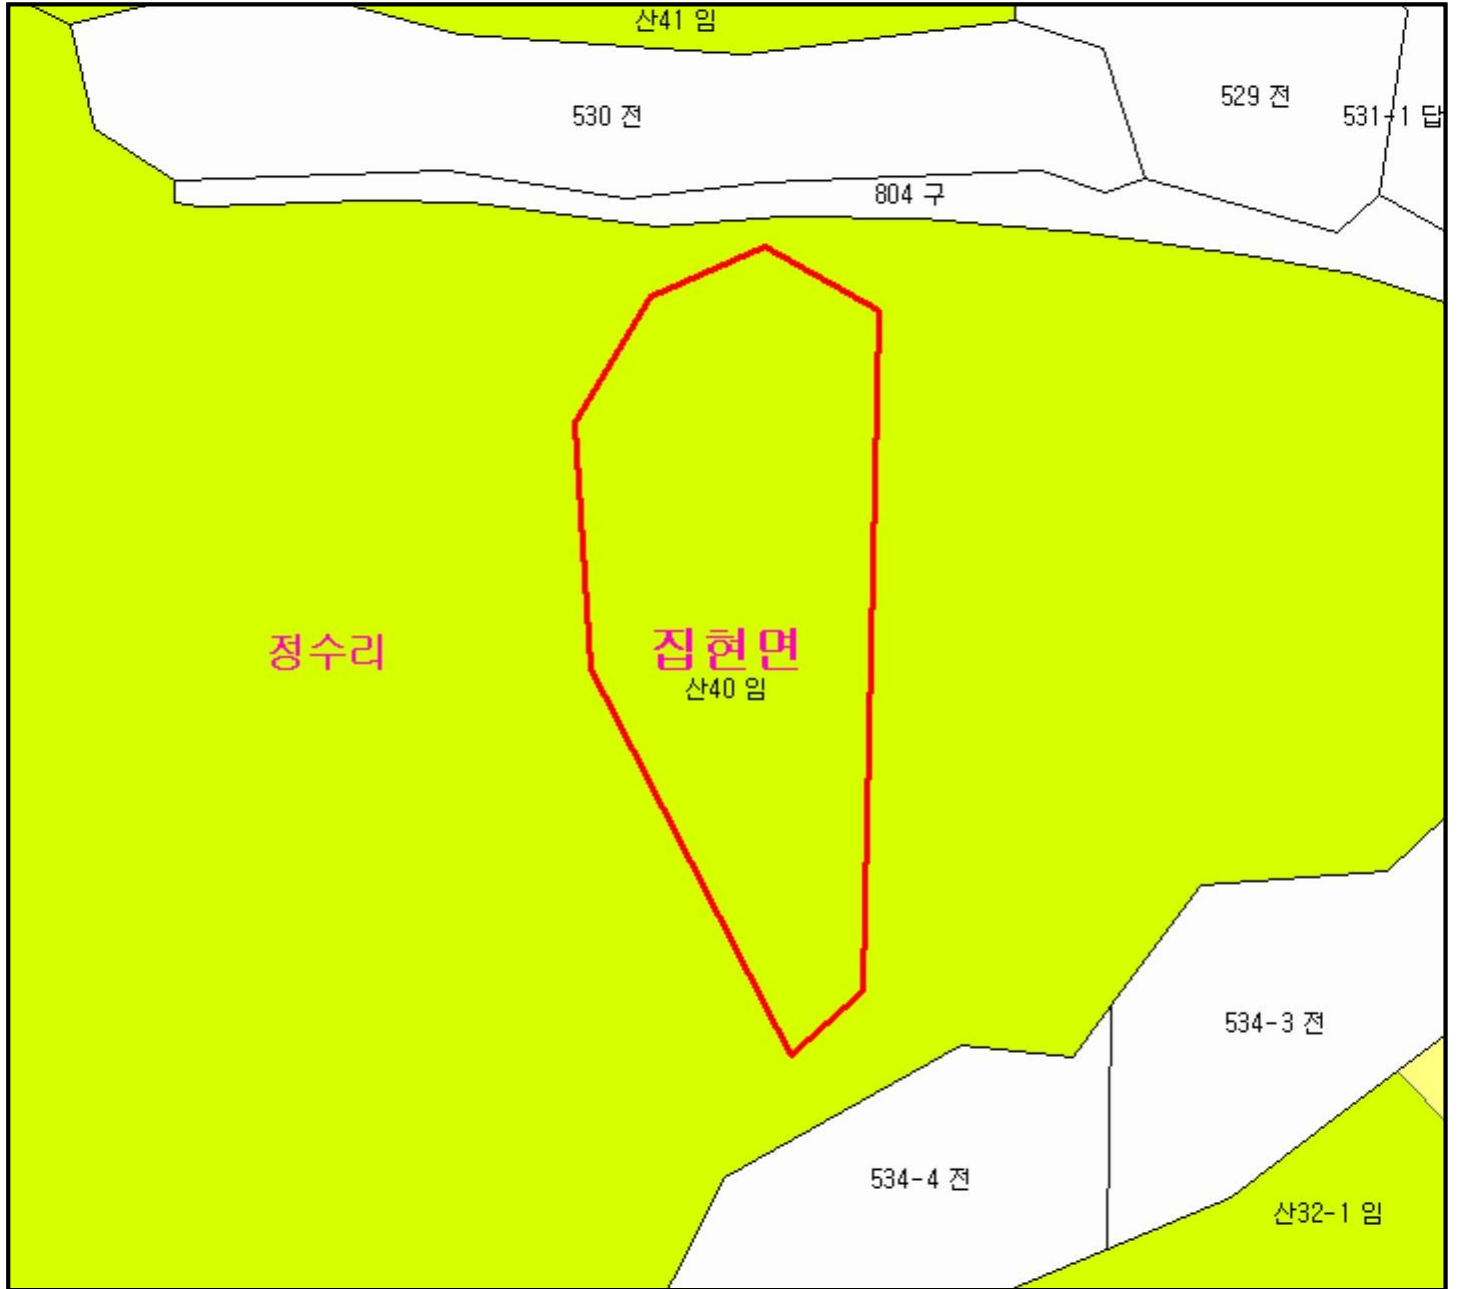 산41 임
529 전
530 전
531-1 답
804 구
정수리
집현면
산40 임
534-3 전
534-4 전
산32-1 임